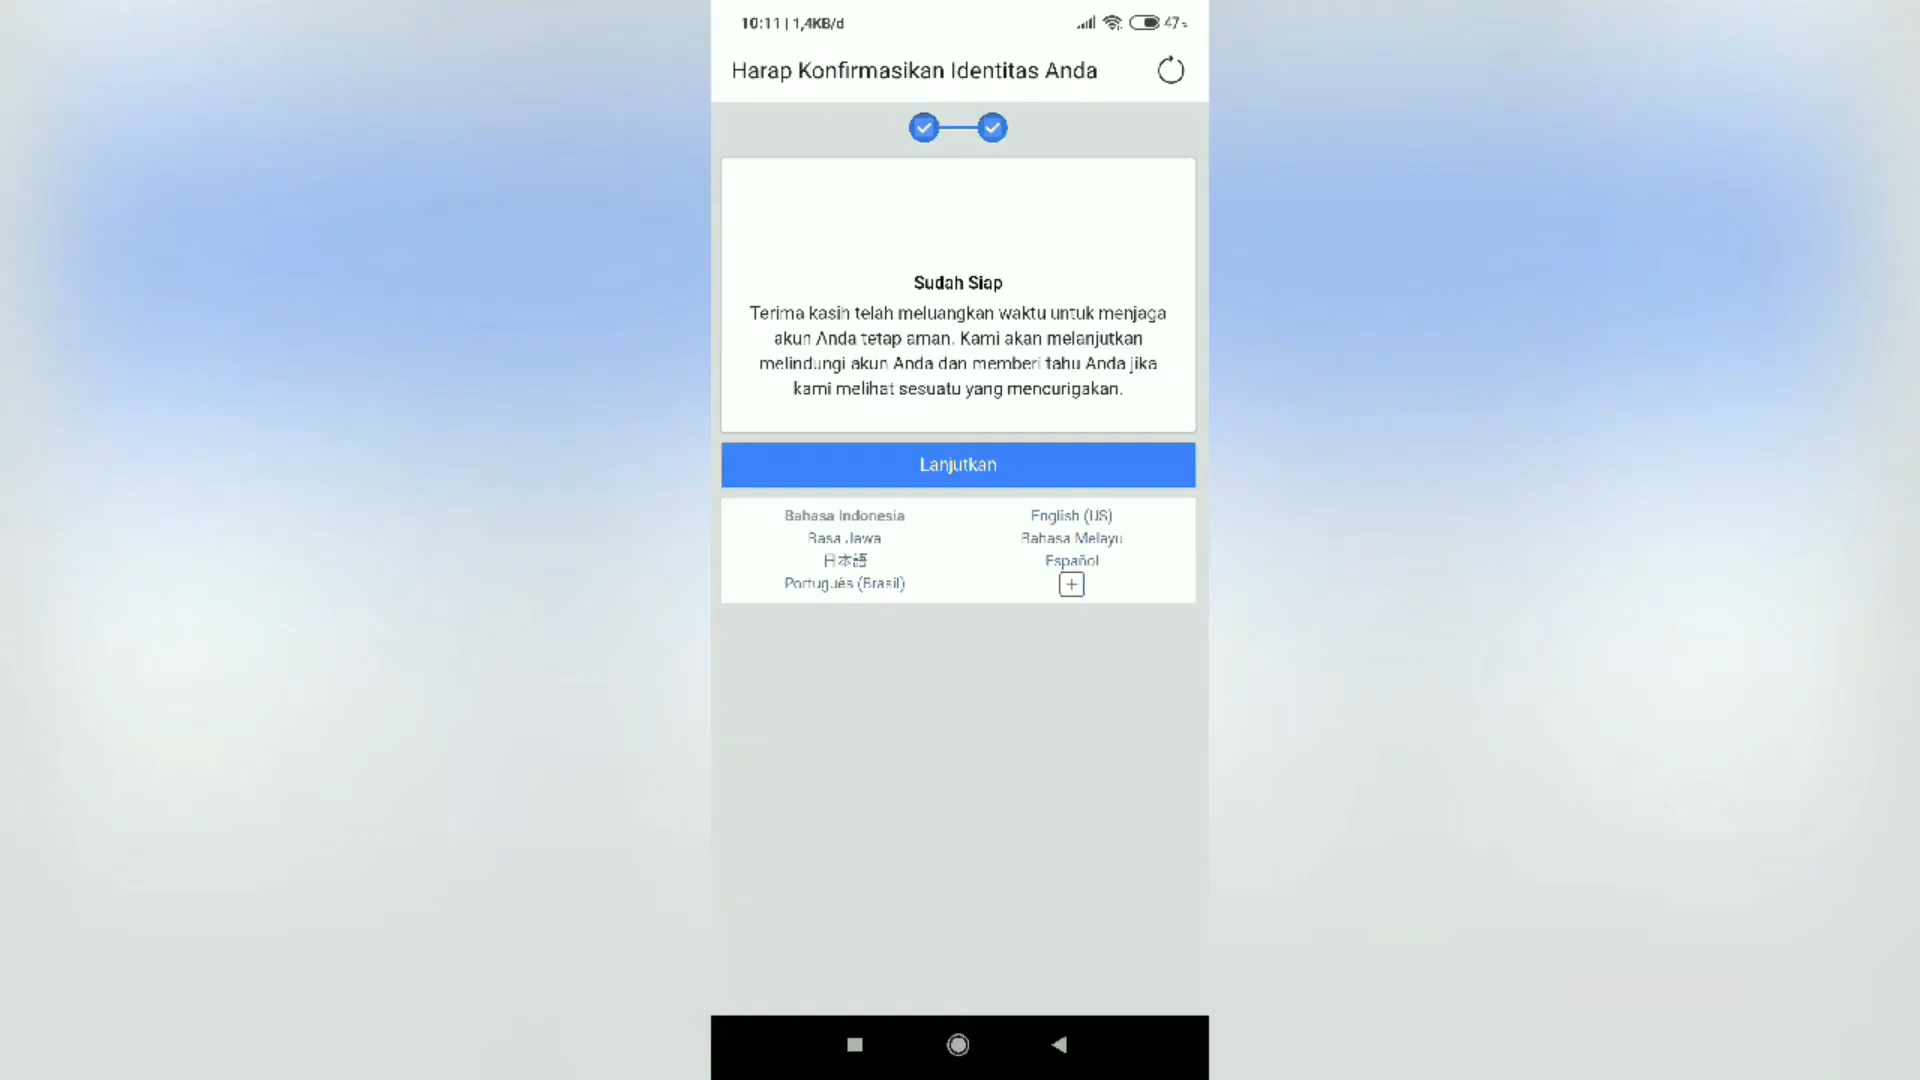 10:11 | 1,4KB/d
47
Harap Konfirmasikan Identitas Anda
Sudah Siap
Terima kasih telah meluangkan waktu untuk menjaga
akun Anda tetap aman. Kami akan melanjutkan
melindungi akun Anda dan memberi tahu Anda jika
kami melihat sesuatu yang mencurigakan.
Lanjutkan
Bahasa Indonesia
English (US)
Basa Jawa
Bahasa Melayu
日本語
Español
Português (Brasil)